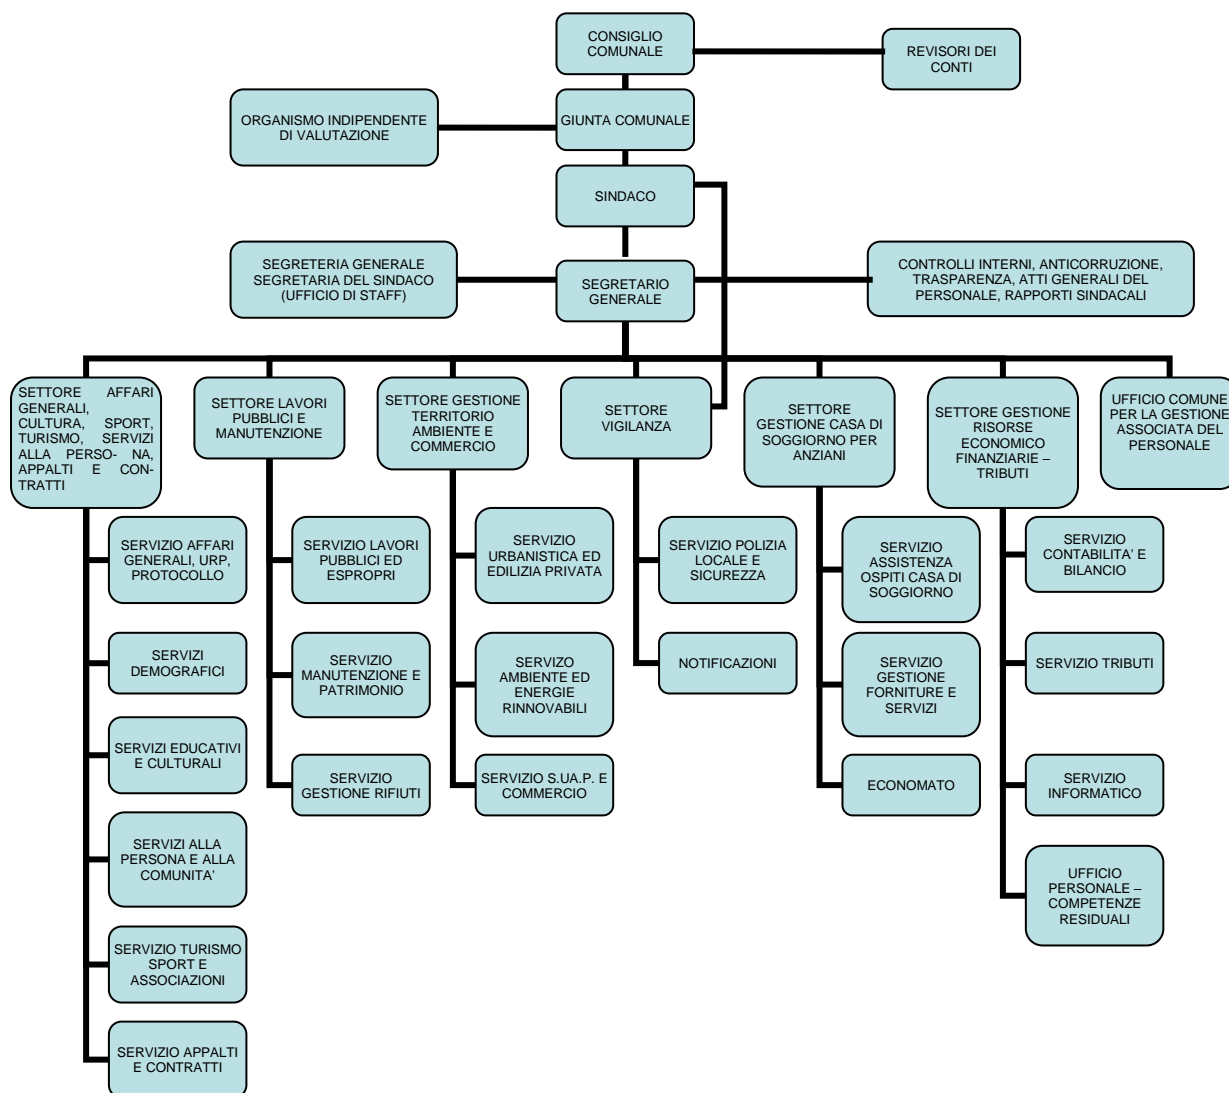 CONSIGLIO
COMUNALE
REVISORI DEI
CONTI
ORGANISMO INDIPENDENTE
DI VALUTAZIONE
GIUNTA COMUNALE
SINDACO
SEGRETERIA GENERALE
SEGRETARIA DEL SINDACO
(UFFICIO DI STAFF)
SEGRETARIO
GENERALE
CONTROLLI INTERNI, ANTICORRUZIONE,
TRASPARENZA, ATTI GENERALI DEL
PERSONALE, RAPPORTI SINDACALI
SETTORE AFFARI
GENERALI,
CULTURA, SPORT,
TURISMO, SERVIZI
ALLA PERSO- NA,
APPALTI E CON-
TRATTI
SETTORE LAVORI
PUBBLICI E
MANUTENZIONE
SETTORE GESTIONE
TERRITORIO
AMBIENTE E
COMMERCIO
SETTORE
VIGILANZA
SETTORE
GESTIONE CASA DI
SOGGIORNO PER
ANZIANI
SETTORE GESTIONE
RISORSE
ECONOMICO
FINANZIARIE –
TRIBUTI
UFFICIO COMUNE
PER LA GESTIONE
ASSOCIATA DEL
PERSONALE
SERVIZIO AFFARI
GENERALI, URP,
PROTOCOLLO
SERVIZI
DEMOGRAFICI
SERVIZI EDUCATIVI
E CULTURALI
SERVIZI ALLA
PERSONA E ALLA
COMUNITA’
SERVIZIO TURISMO
SPORT E
ASSOCIAZIONI
SERVIZIO APPALTI
E CONTRATTI
SERVIZIO LAVORI
PUBBLICI ED
ESPROPRI
SERVIZIO
MANUTENZIONE E
PATRIMONIO
SERVIZIO
GESTIONE RIFIUTI
SERVIZIO
URBANISTICA ED
EDILIZIA PRIVATA
SERVIZO
AMBIENTE ED
ENERGIE
RINNOVABILI
SERVIZIO S.UA.P. E
COMMERCIO
SERVIZIO POLIZIA
LOCALE E
SICUREZZA
NOTIFICAZIONI
SERVIZIO
ASSISTENZA
OSPITI CASA DI
SOGGIORNO
SERVIZIO
GESTIONE
FORNITURE E
SERVIZI
ECONOMATO
SERVIZIO
CONTABILITA’ E
BILANCIO
SERVIZIO TRIBUTI
SERVIZIO
INFORMATICO
UFFICIO
PERSONALE –
COMPETENZE
RESIDUALI